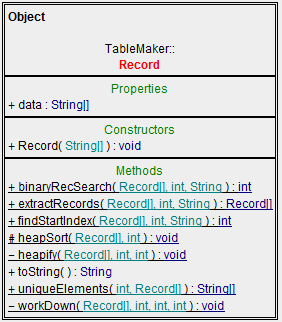 Object
TableMaker::
Record
Properties
+ data : String[]
Constructors
+ Record( String[] ) : void
Methods
+ binaryRecSearch( Record[], int, String ) : int
+ extractRecords( Record[], int, String ) : Record[]
+ findStartIndex( Record[], int, String ) : int
# heapSort( Record[], int ) : void
– heapify( Record[], int, int ) : void
+ toString( ) : String
+ uniqueElements( int, Record[], int ) : String[]
– workDown( Record[], int, int, int ) : void